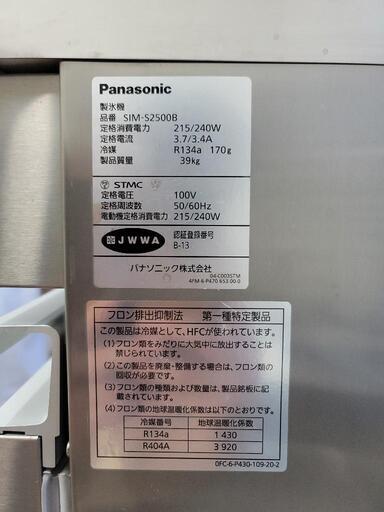 Panasonic
製氷機
品番 SIM-S2500B
定格消費電力 215/240W
定格電流 3.7/3.4A
冷媒 R134a 170g
製品質量 39kg
STMC
定格電圧 100V
定格周波数 50/60Hz
電動機定格消費電力 215/240W
JWWA 認証登録番号
B-13
パナソニック株式会社
04-C003STM
4FM-6-P470 653 00-0
フロン排出抑制法 第一種特定製品
この製品は冷媒として、HFCが使われています。
(1) フロン類をみだりに大気中に放出することは
禁じられています。
(2) この製品を廃棄・整備する場合は、フロン類の
回収が必要です。
(3) フロン類の種類および数量は、製品銘板に記
載されています。
(4) フロン類の地球温暖化係数は以下のとおりです。
冷媒番号 地球温暖化係数
R134a 1 430
R404A 3 920
0FC-6-P430-109-20-2